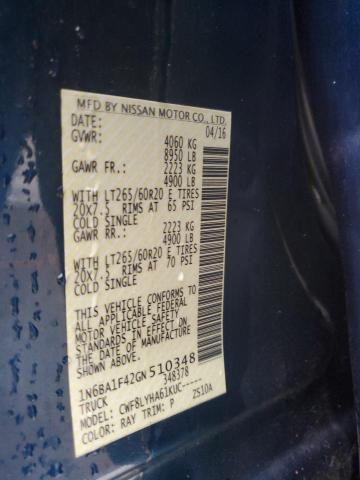 MFD BY NISSAN MOTOR CO., LTD.
DATE: 04/16
GVWR: 4060 KG
8950 LB
GAWR FR.: 2223 KG
4900 LB
WITH LT265/60R20 E TIRES
20X7.5 RIMS AT 65 PSI
COLD SINGLE
GAWR RR.: 2223 KG
4900 LB
WITH LT265/60R20 E TIRES
20X7.5 RIMS AT 70 PSI
COLD SINGLE
THIS VEHICLE CONFORMS TO
ALL APPLICABLE FEDERAL
MOTOR VEHICLE SAFETY
STANDARDS IN EFFECT ON
THE DATE OF MANUFACTURE
SHOWN ABOVE.
1N6BA1F42GN510348
TRUCK 348378
MODEL: CWF8LYHA61KUC-----
COLOR: RAY TRIM: P ZS10A